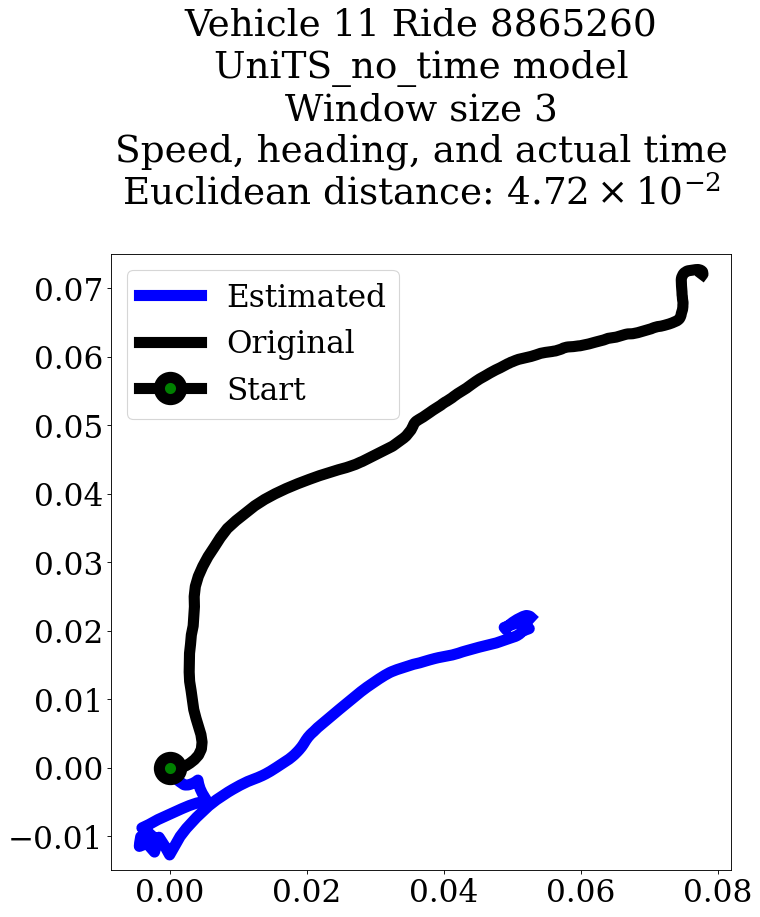 Vehicle 11 Ride 8865260
UniTS_no_time model
Window size 3
Speed, heading, and actual time
Euclidean distance: 4.72 × 10⁻²
Estimated
Original
Start
0.07
0.06
0.05
0.04
0.03
0.02
0.01
0.00
−0.01
0.00 0.02 0.04 0.06 0.08